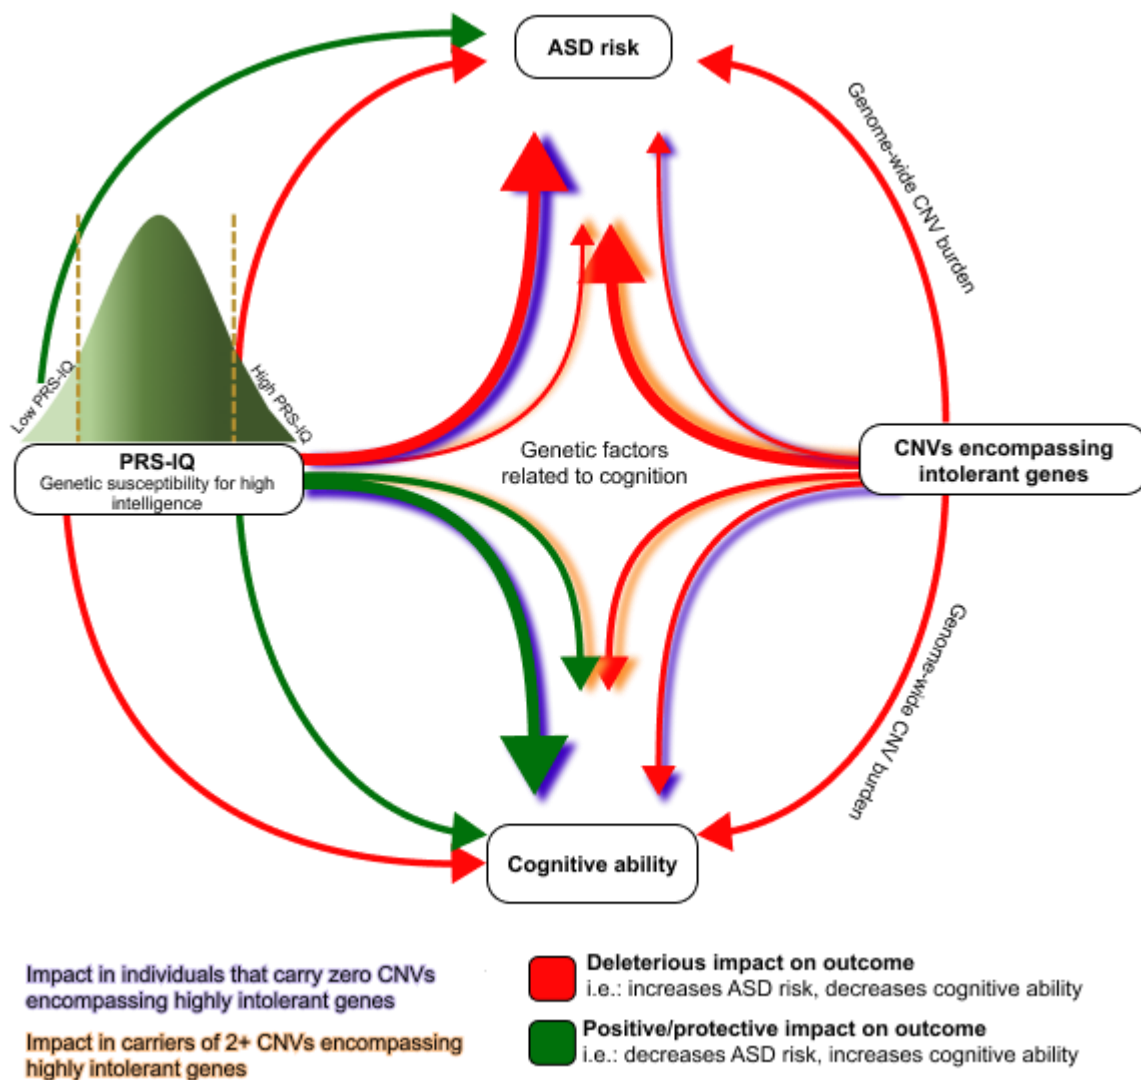 ASD risk
Genome-wide CNV burden
Low PRS-IQ
High PRS-IQ
PRS-IQ
Genetic susceptibility for high
intelligence
Genetic factors
related to cognition
CNVs encompassing
intolerant genes
Genome-wide CNV burden
Cognitive ability
Impact in individuals that carry zero CNVs
encompassing highly intolerant genes
Impact in carriers of 2+ CNVs encompassing
highly intolerant genes
Deleterious impact on outcome
i.e.: increases ASD risk, decreases cognitive ability
Positive/protective impact on outcome
i.e.: decreases ASD risk, increases cognitive ability